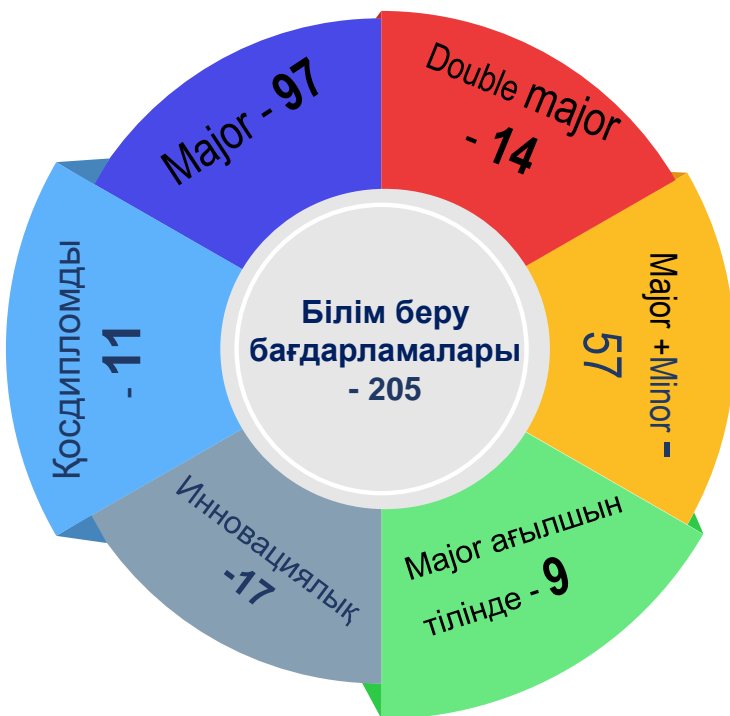 Major - 97
Double major
- 14
Major +Minor –
57
Major ағылшын
тілінде - 9
Инновациялық
-17
Қосдипломды
- 11
Білім беру
бағдарламалары
- 205